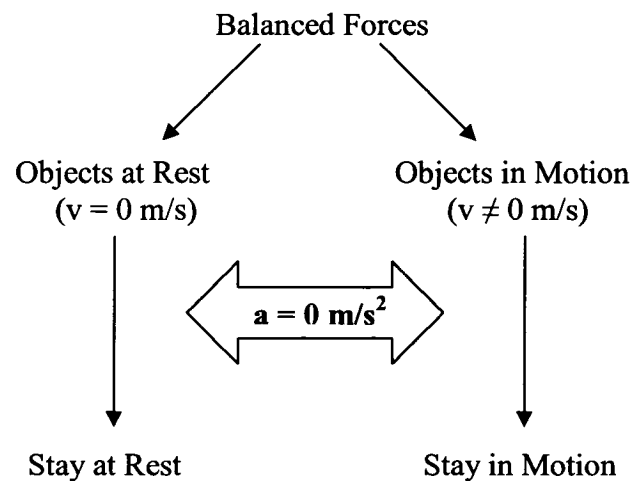 Balanced Forces
Objects at Rest
(v = 0 m/s)
Objects in Motion
(v ≠ 0 m/s)
a = 0 m/s²
Stay at Rest
Stay in Motion